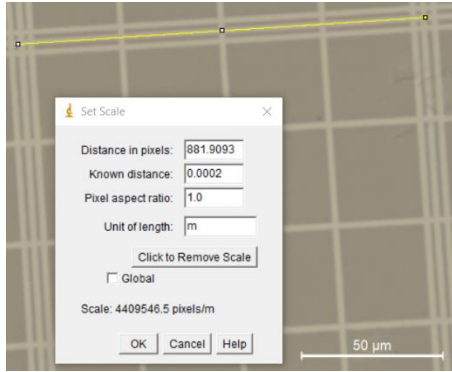 Set Scale
Distance in pixels: 881.9093
Known distance: 0.0002
Pixel aspect ratio: 1.0
Unit of length: m
Click to Remove Scale
Global
Scale: 4409546.5 pixels/m
OK Cancel Help
50 µm